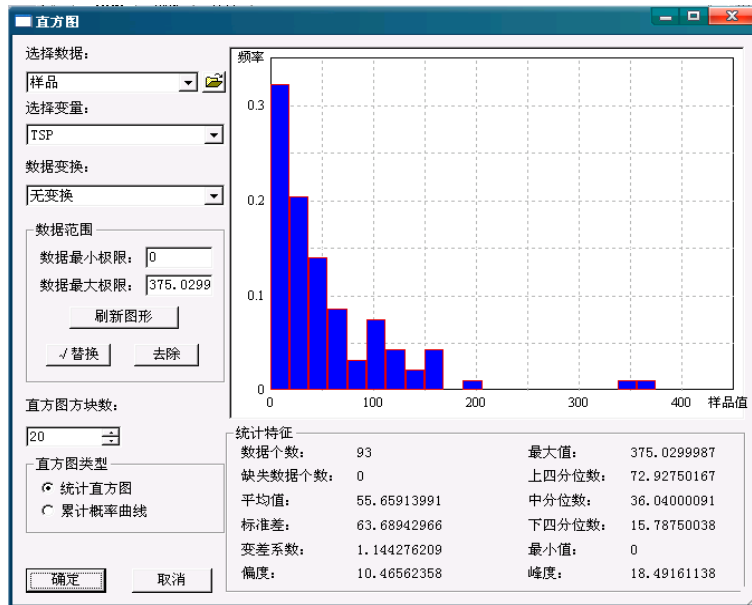 直方图
选择数据：
样品
选择变量：
TSP
数据变换：
无变换
数据范围
数据最小极限： 0
数据最大极限： 375.0299
刷新图形
√替换 去除
直方图方块数：
20
直方图类型
统计直方图
累计概率曲线
确定 取消
频率
0.3
0.2
0.1
0
0 100 200 300 400 样品值
统计特征
数据个数： 93 最大值： 375.0299987
缺失数据个数： 0 上四分位数： 72.92750167
平均值： 55.65913991 中分位数： 36.04000091
标准差： 63.68942966 下四分位数： 15.78750038
变差系数： 1.144276209 最小值： 0
偏度： 10.46562358 峰度： 18.49161138